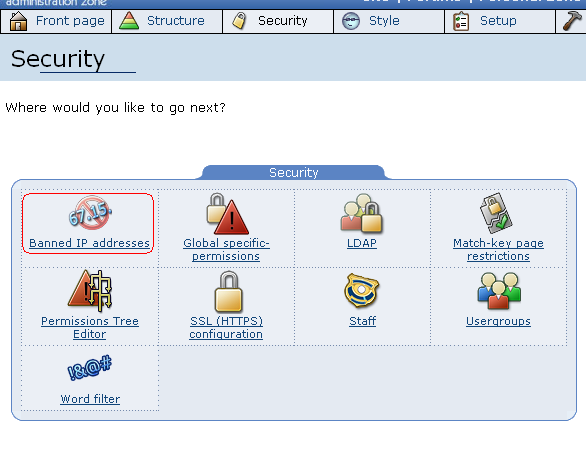 administration zone
Front page Structure Security Style Setup
Security
Where would you like to go next?
Security
67.15.
Banned IP addresses
Global specific-
permissions
LDAP
Match-key page
restrictions
Permissions Tree
Editor
SSL (HTTPS)
configuration
Staff
Usergroups
!&@#
Word filter